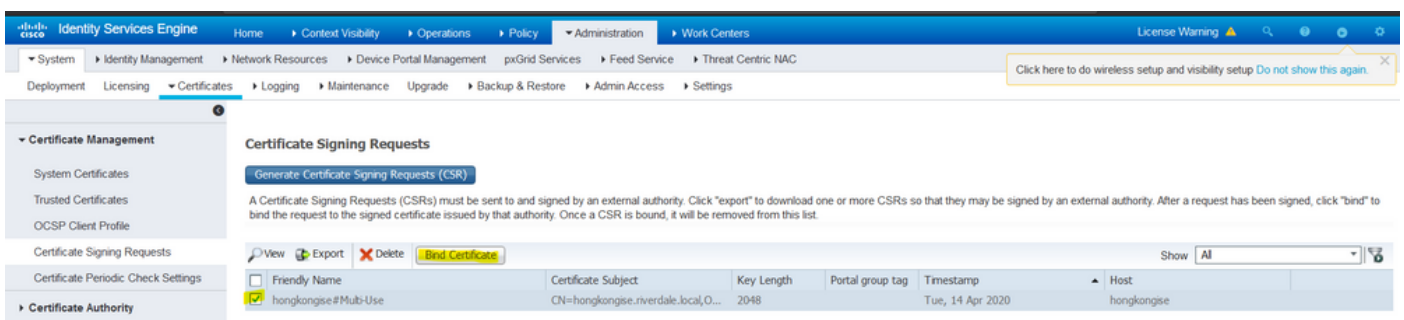 cisco Identity Services Engine Home Context Visibility Operations Policy Administration Work Centers License Warning
System Identity Management Network Resources Device Portal Management pxGrid Services Feed Service Threat Centric NAC
Click here to do wireless setup and visibility setup Do not show this again.
Deployment Licensing Certificates Logging Maintenance Upgrade Backup & Restore Admin Access Settings
Certificate Management
System Certificates
Trusted Certificates
OCSP Client Profile
Certificate Signing Requests
Certificate Periodic Check Settings
Certificate Authority
Certificate Signing Requests
Generate Certificate Signing Requests (CSR)
A Certificate Signing Requests (CSRs) must be sent to and signed by an external authority. Click "export" to download one or more CSRs so that they may be signed by an external authority. After a request has been signed, click "bind" to
bind the request to the signed certificate issued by that authority. Once a CSR is bound, it will be removed from this list.
View Export Delete Bind Certificate Show All
Friendly Name Certificate Subject Key Length Portal group tag Timestamp Host
hongkongise#Multi-Use CN=hongkongise.riverdale.local,O... 2048 Tue, 14 Apr 2020 hongkongise